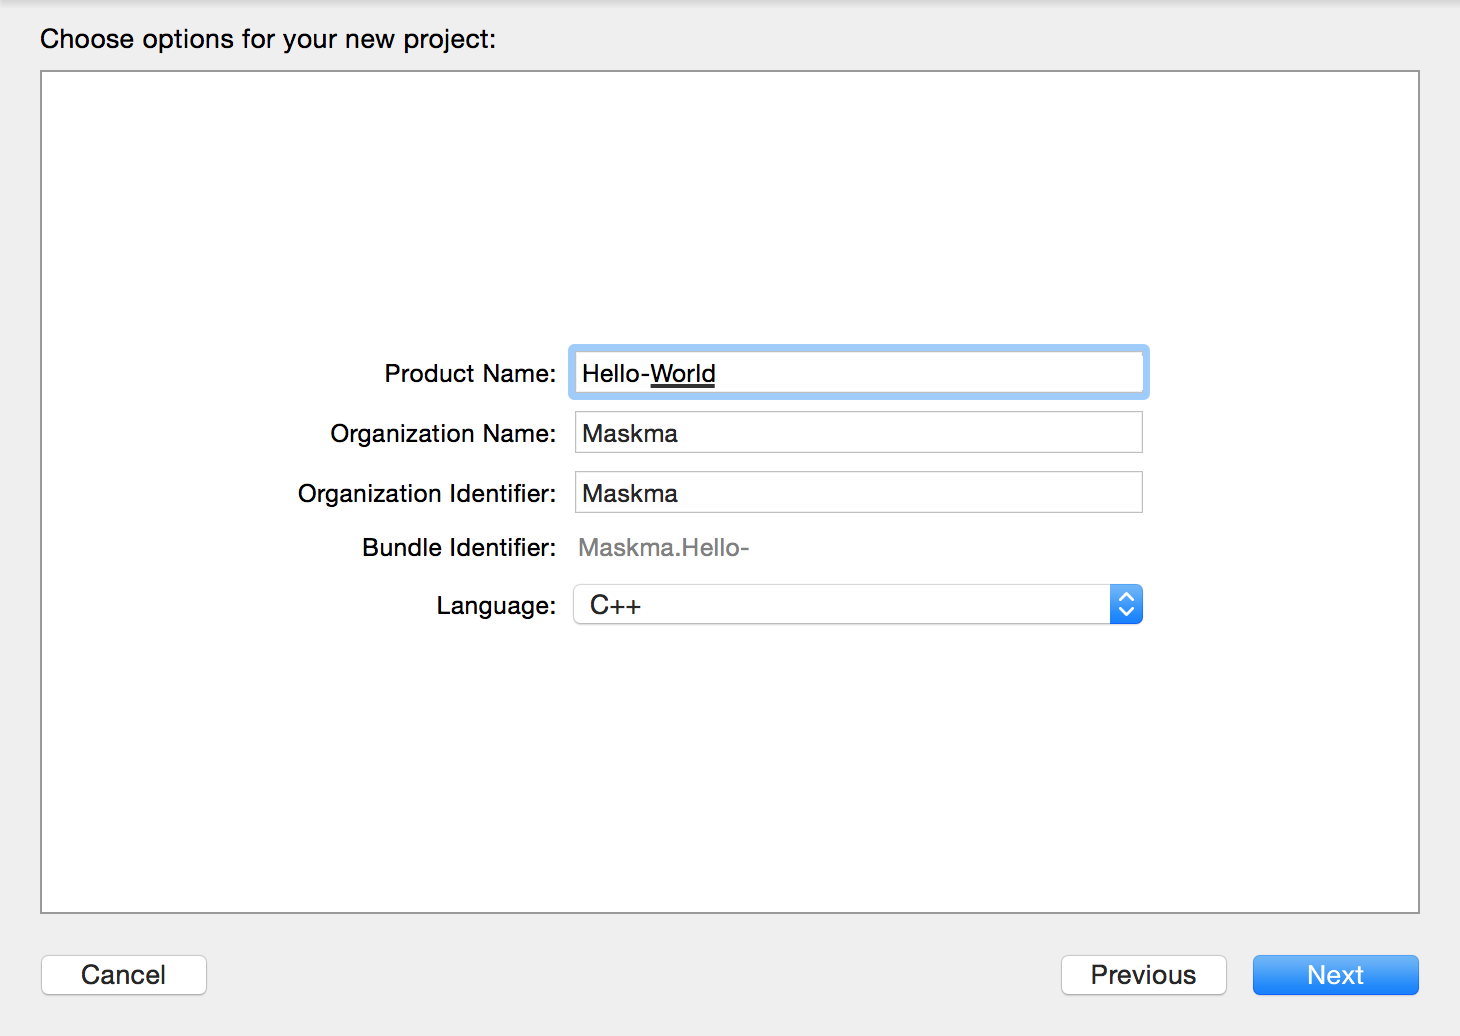 Choose options for your new project:
Product Name: Hello-World
Organization Name: Maskma
Organization Identifier: Maskma
Bundle Identifier: Maskma.Hello-
Language: C++
Cancel Previous Next